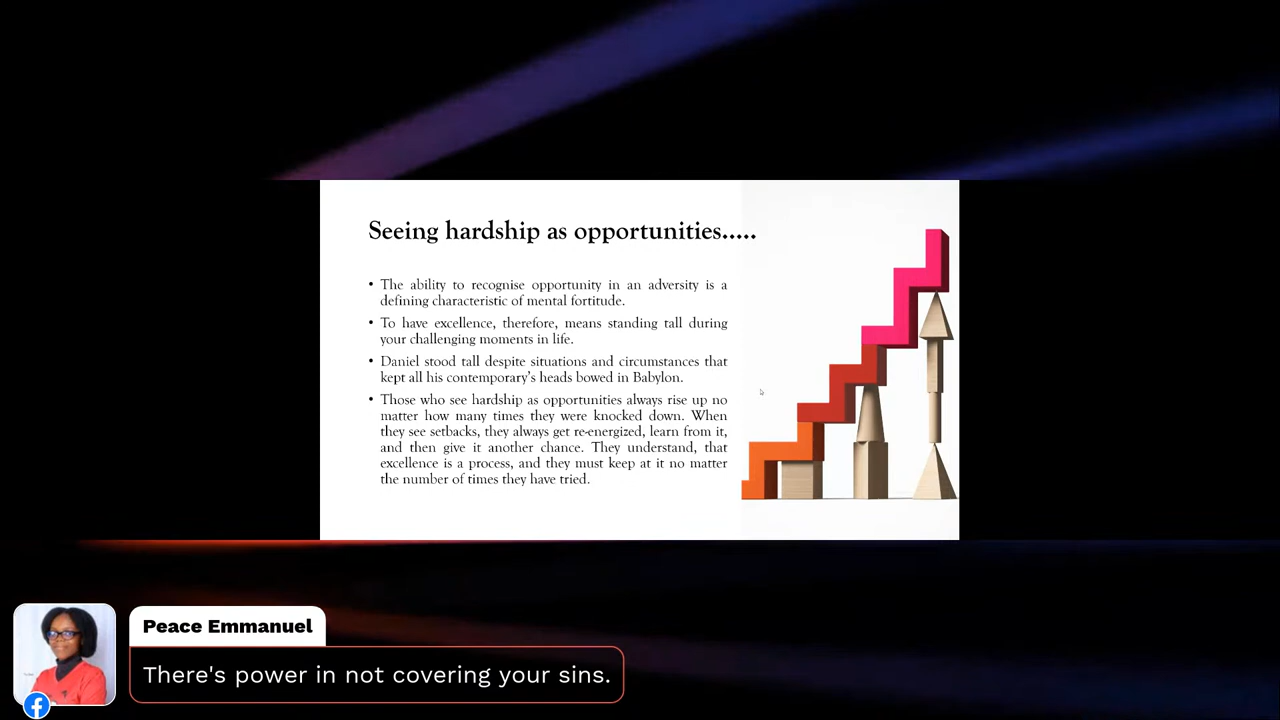 Seeing hardship as opportunities.....
• The ability to recognise opportunity in an adversity is a
defining characteristic of mental fortitude.
• To have excellence, therefore, means standing tall during
your challenging moments in life.
• Daniel stood tall despite situations and circumstances that
kept all his contemporary's heads bowed in Babylon.
• Those who see hardship as opportunities always rise up no
matter how many times they were knocked down. When
they see setbacks, they always get re-energized, learn from it,
and then give it another chance. They understand, that
excellence is a process, and they must keep at it no matter
the number of times they have tried.
Peace Emmanuel
There's power in not covering your sins.